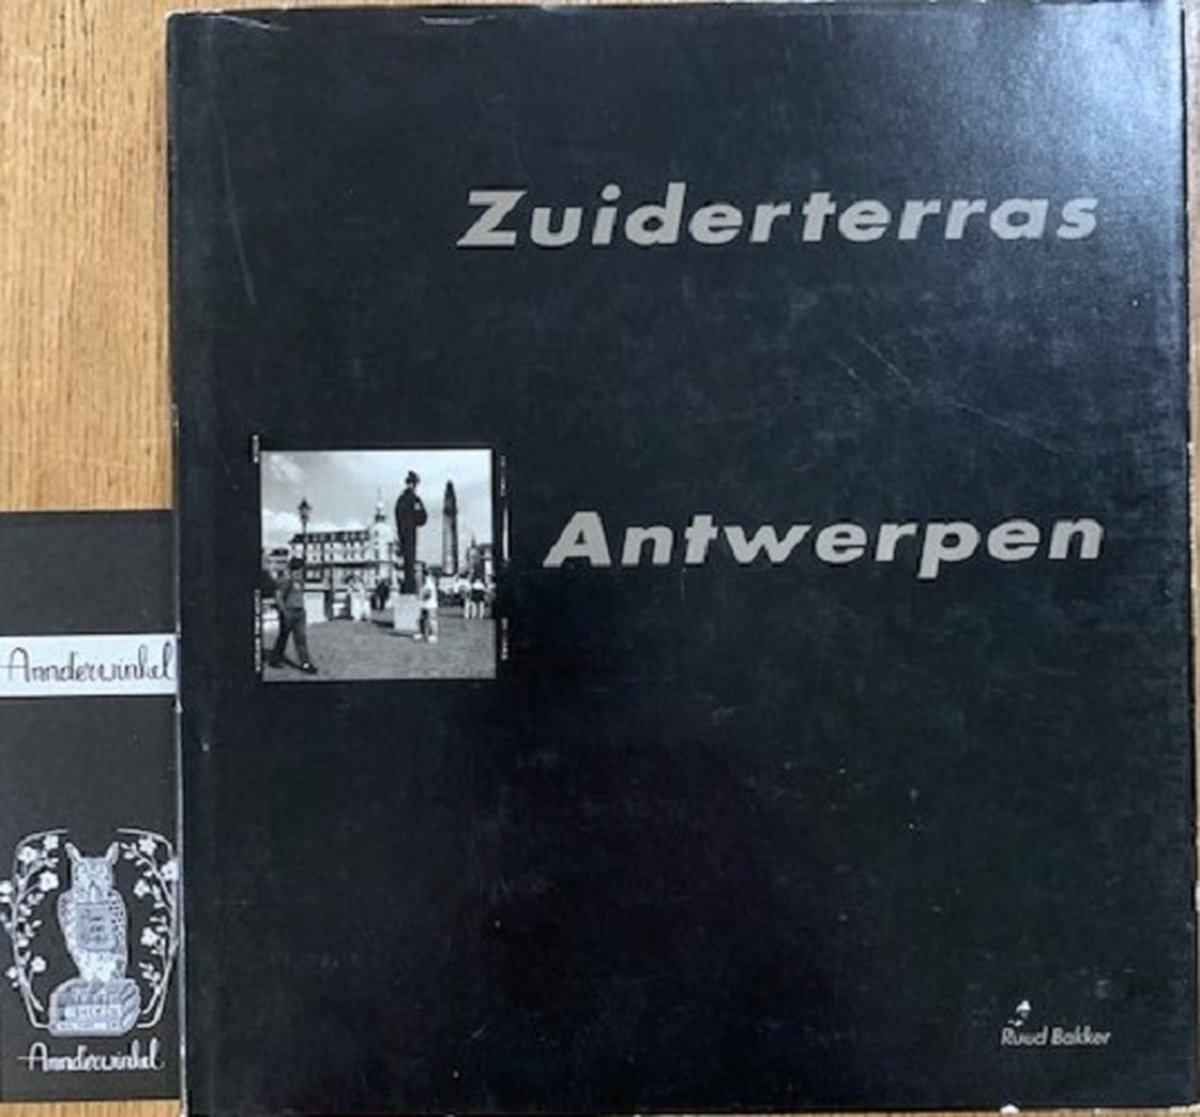 Zuiderterras
Antwerpen
Ruud Bakker
Annderwinkel
Annderwinkel